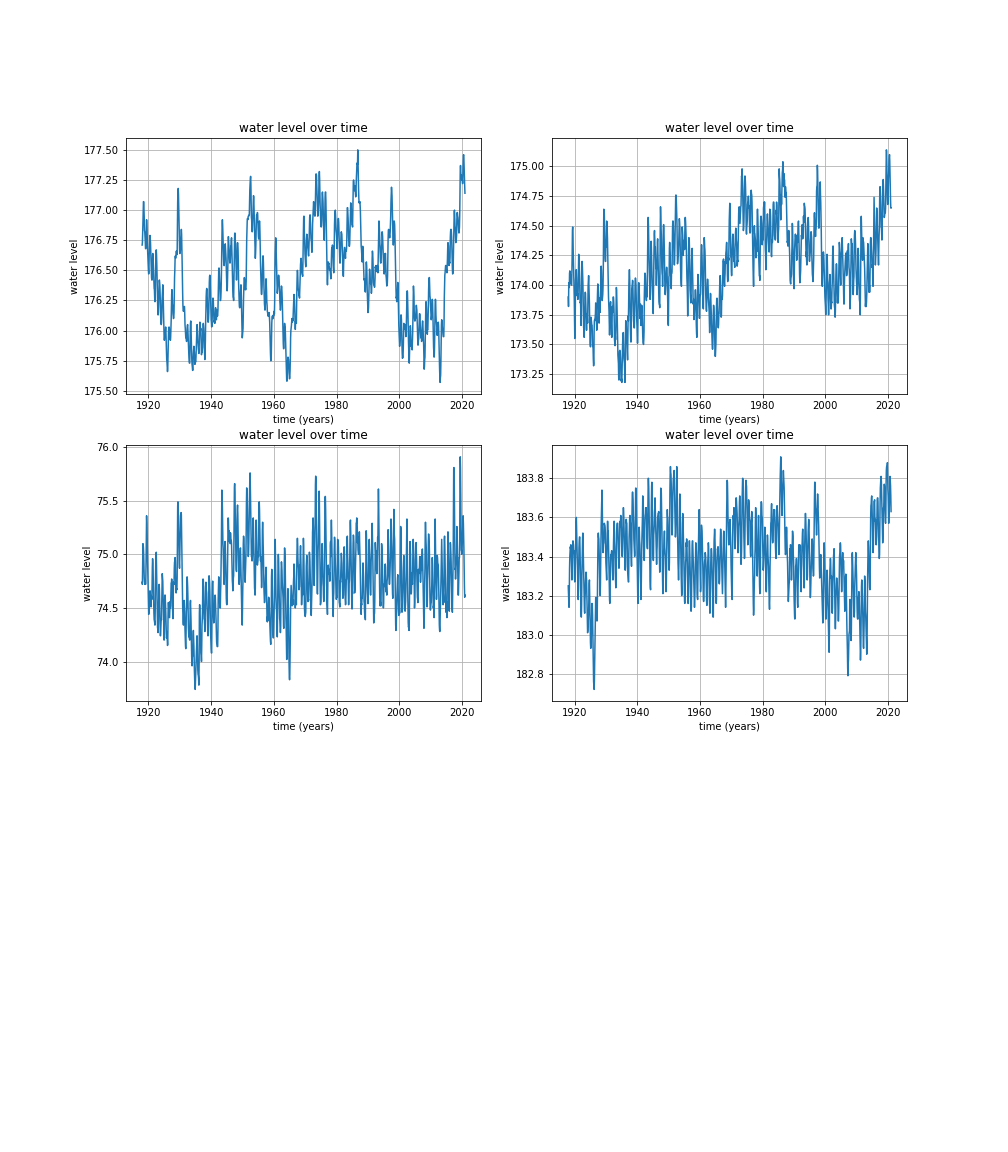 water level over time
water level
177.50
177.25
177.00
176.75
176.50
176.25
176.00
175.75
175.50
1920 1940 1960 1980 2000 2020
time (years)
water level over time
water level
175.00
174.75
174.50
174.25
174.00
173.75
173.50
173.25
1920 1940 1960 1980 2000 2020
time (years)
water level over time
water level
76.0
75.5
75.0
74.5
74.0
1920 1940 1960 1980 2000 2020
time (years)
water level over time
water level
183.8
183.6
183.4
183.2
183.0
182.8
1920 1940 1960 1980 2000 2020
time (years)